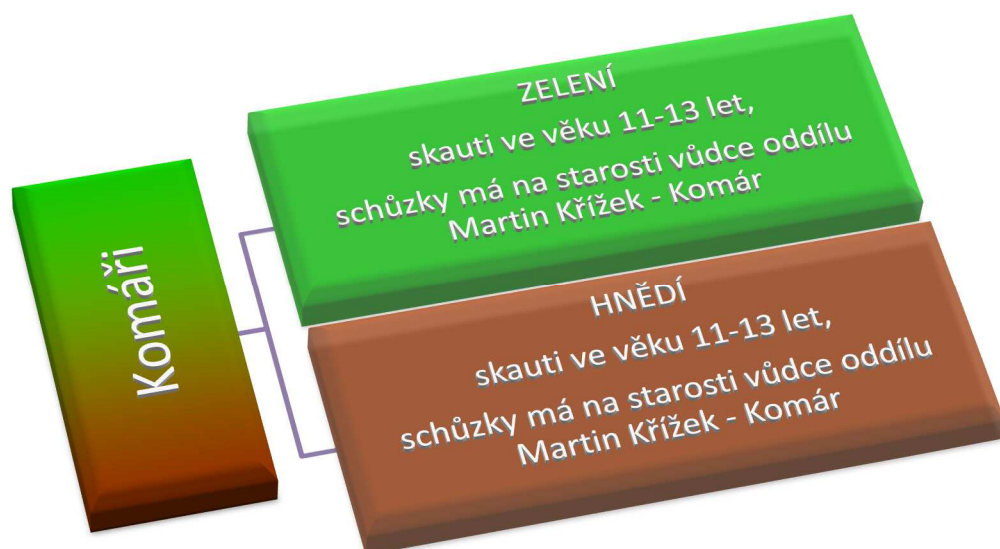 Komáři
ZELENÍ
skauti ve věku 11-13 let,
schůzky má na starosti vůdce oddílu
Martin Křížek - Komár
HNĚDÍ
skauti ve věku 11-13 let,
schůzky má na starosti vůdce oddílu
Martin Křížek - Komár